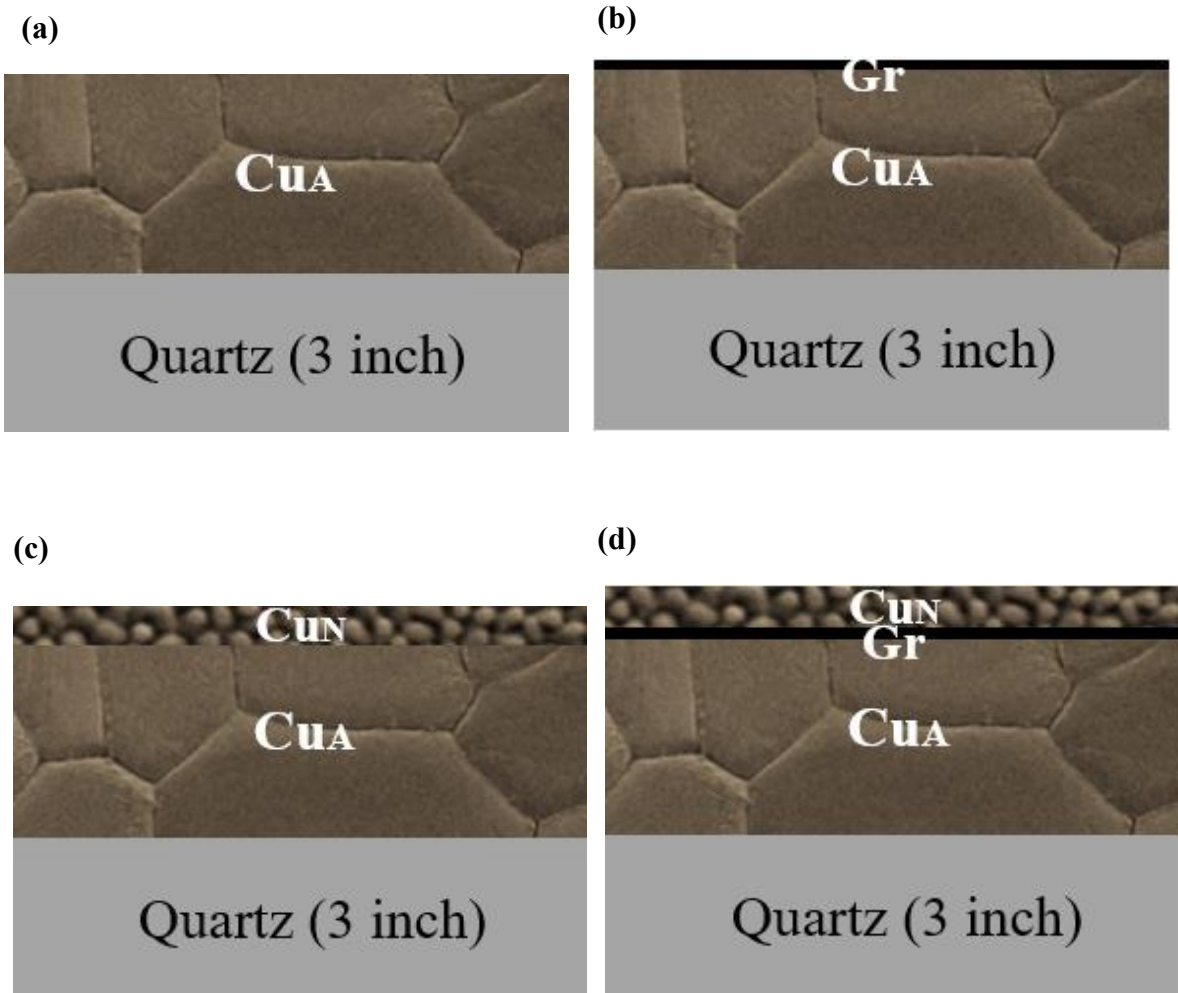 (a)
CuA
Quartz (3 inch)
(b)
Gr
CuA
Quartz (3 inch)
(c)
CuN
CuA
Quartz (3 inch)
(d)
CuN
Gr
CuA
Quartz (3 inch)